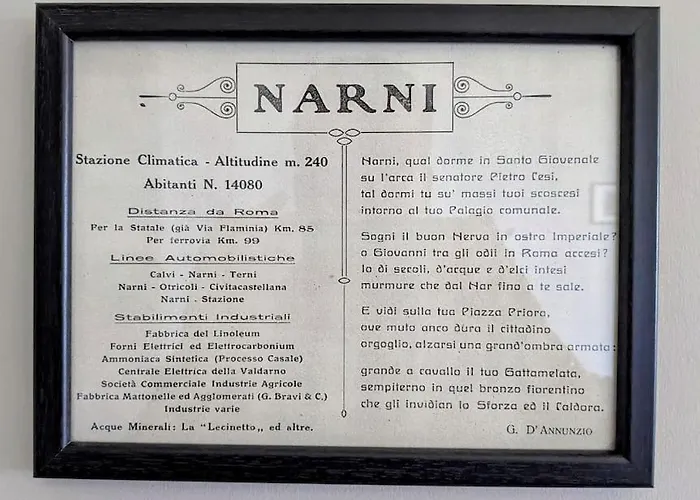 NARNI
Stazione Climatica - Altitudine m. 240
Abitanti N. 14080
Distanza da Roma
Per la Statale (già Via Flaminia) Km. 85
Per ferrovia Km. 99
Linee Automobilistiche
Calvi - Narni - Terni
Narni - Otricoli - Civitacastellana
Narni - Stazione
Stabilimenti Industriali
Fabbrica del Linoleum
Forni Elettrici ed Elettrocarbonium
Ammoniaca Sintetica (Processo Casale)
Centrale Elettrica della Valdarno
Società Commerciale Industrie Agricole
Fabbrica Mattonelle ed Agglomerati (G. Bravi & C.)
Industrie varie
Acque Minerali: La "Lecinetto„ ed altre.
Narni, qual dorme in Santo Giovenale
su l'arca il senatore Pietro Cesi,
tal dormi tu su' massi tuoi scoscesi
intorno al tuo Palagio comunale.
Sogni il buon Nerva in ostro Imperiale?
o Giovanni tra gli odii in Roma accesi?
Io di secoli, d'acque e d'elci intesi
murmure che dal Nar fino a te sale.
E vidi sulla tua Piazza Priora,
ove muto anco dura il cittadino
orgoglio, alzarsi una grand'ombra armata:
grande a cavallo il tuo Gattamelata,
sempiterno in quel bronzo fiorentino
che gli invidian lo Sforza ed il Caldora.
G. D'ANNUNZIO